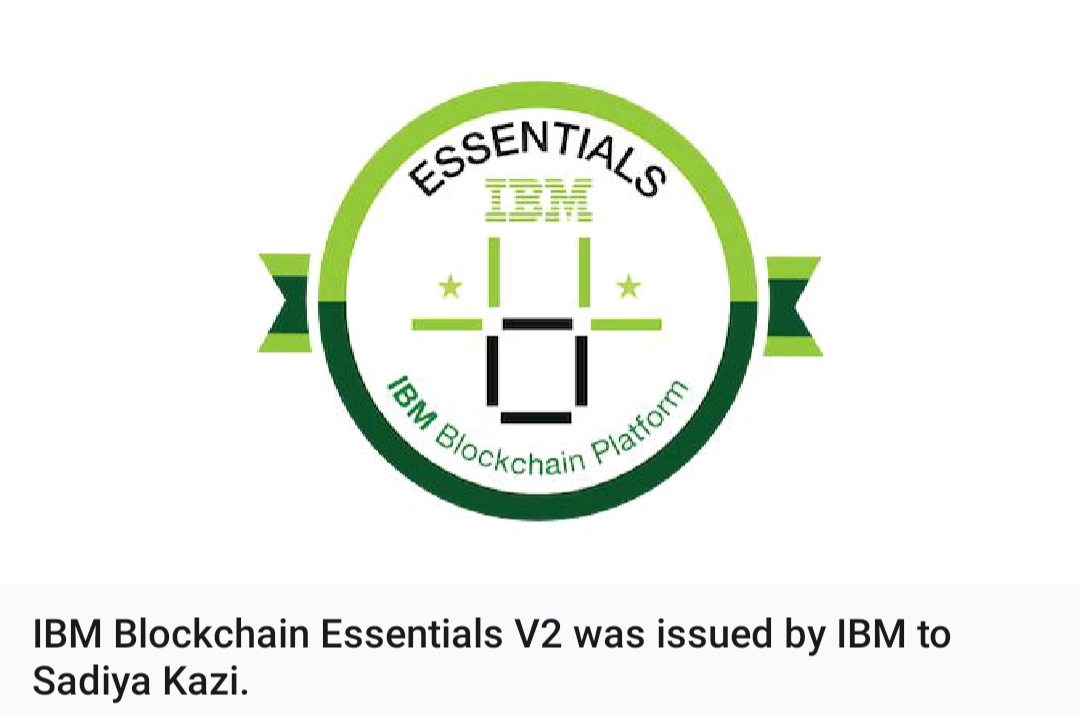 ESSENTIALS
IBM
IBM Blockchain Platform
IBM Blockchain Essentials V2 was issued by IBM to
Sadiya Kazi.